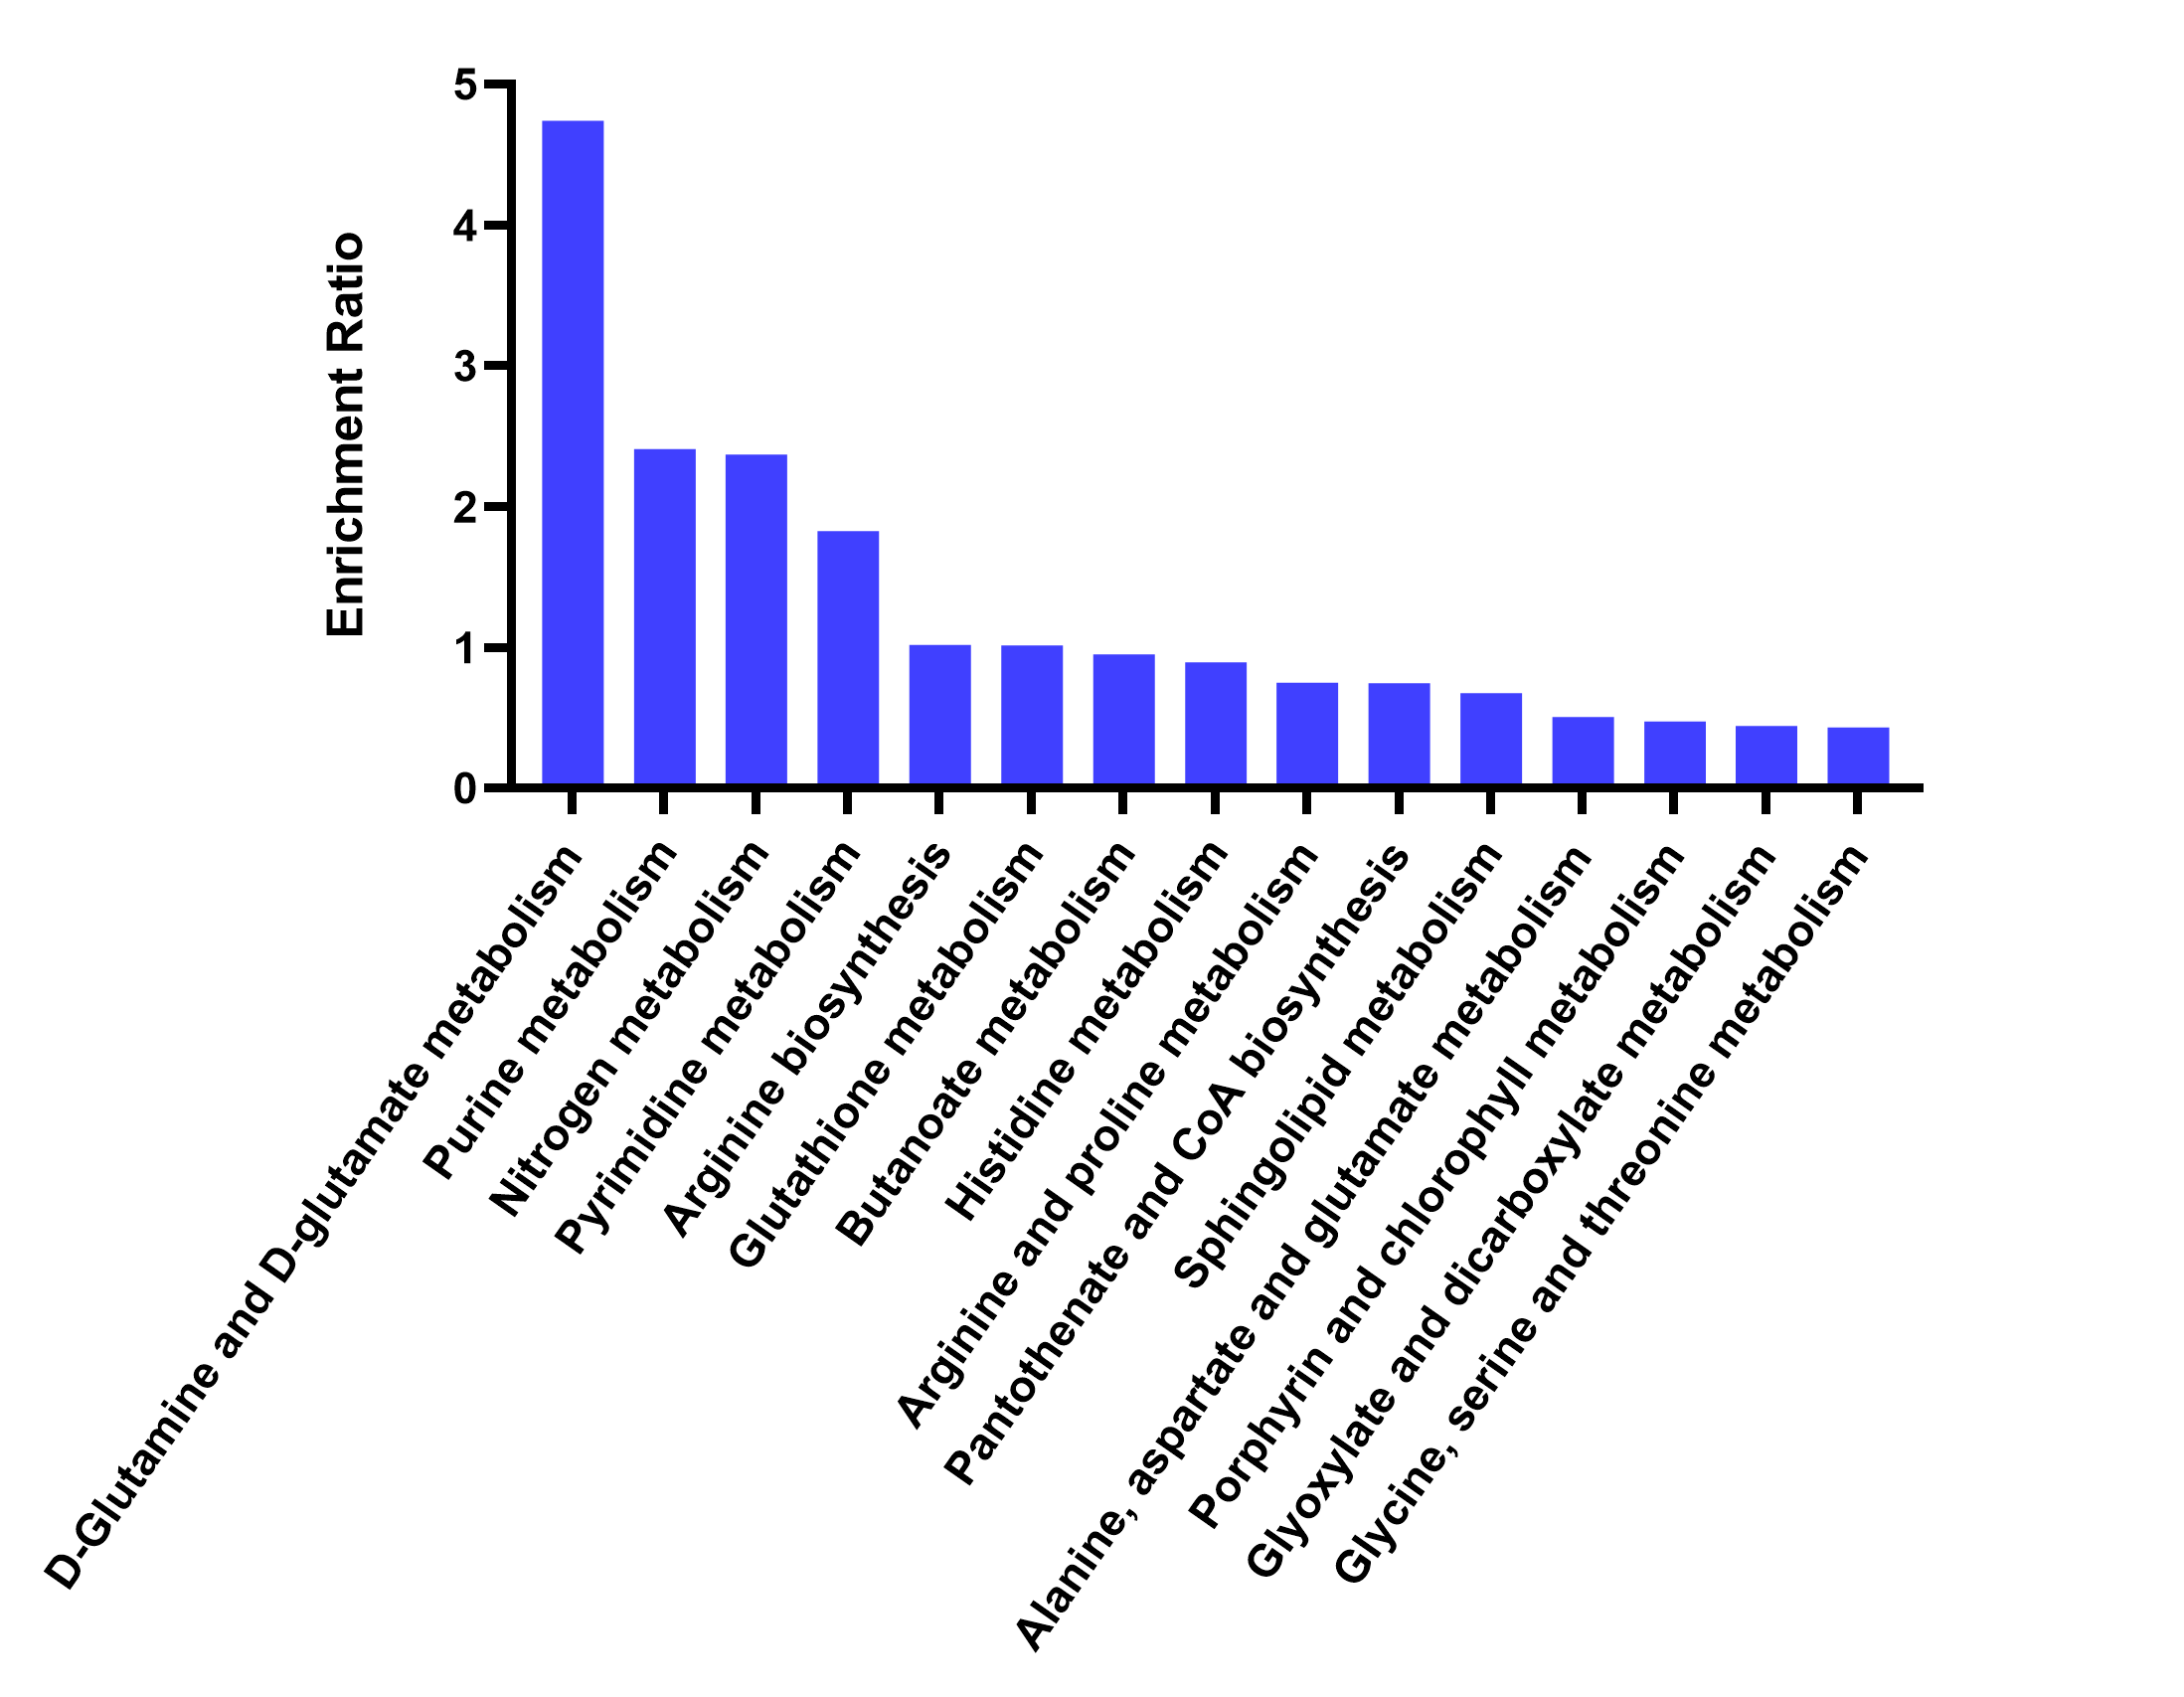 Enrichment Ratio
5
4
3
2
1
0
D-Glutamine and D-glutamate metabolism
Purine metabolism
Nitrogen metabolism
Pyrimidine metabolism
Arginine biosynthesis
Glutathione metabolism
Butanoate metabolism
Histidine metabolism
Arginine and proline metabolism
Pantothenate and CoA biosynthesis
Sphingolipid metabolism
Alanine, aspartate and glutamate metabolism
Porphyrin and chlorophyll metabolism
Glyoxylate and dicarboxylate metabolism
Glycine, serine and threonine metabolism